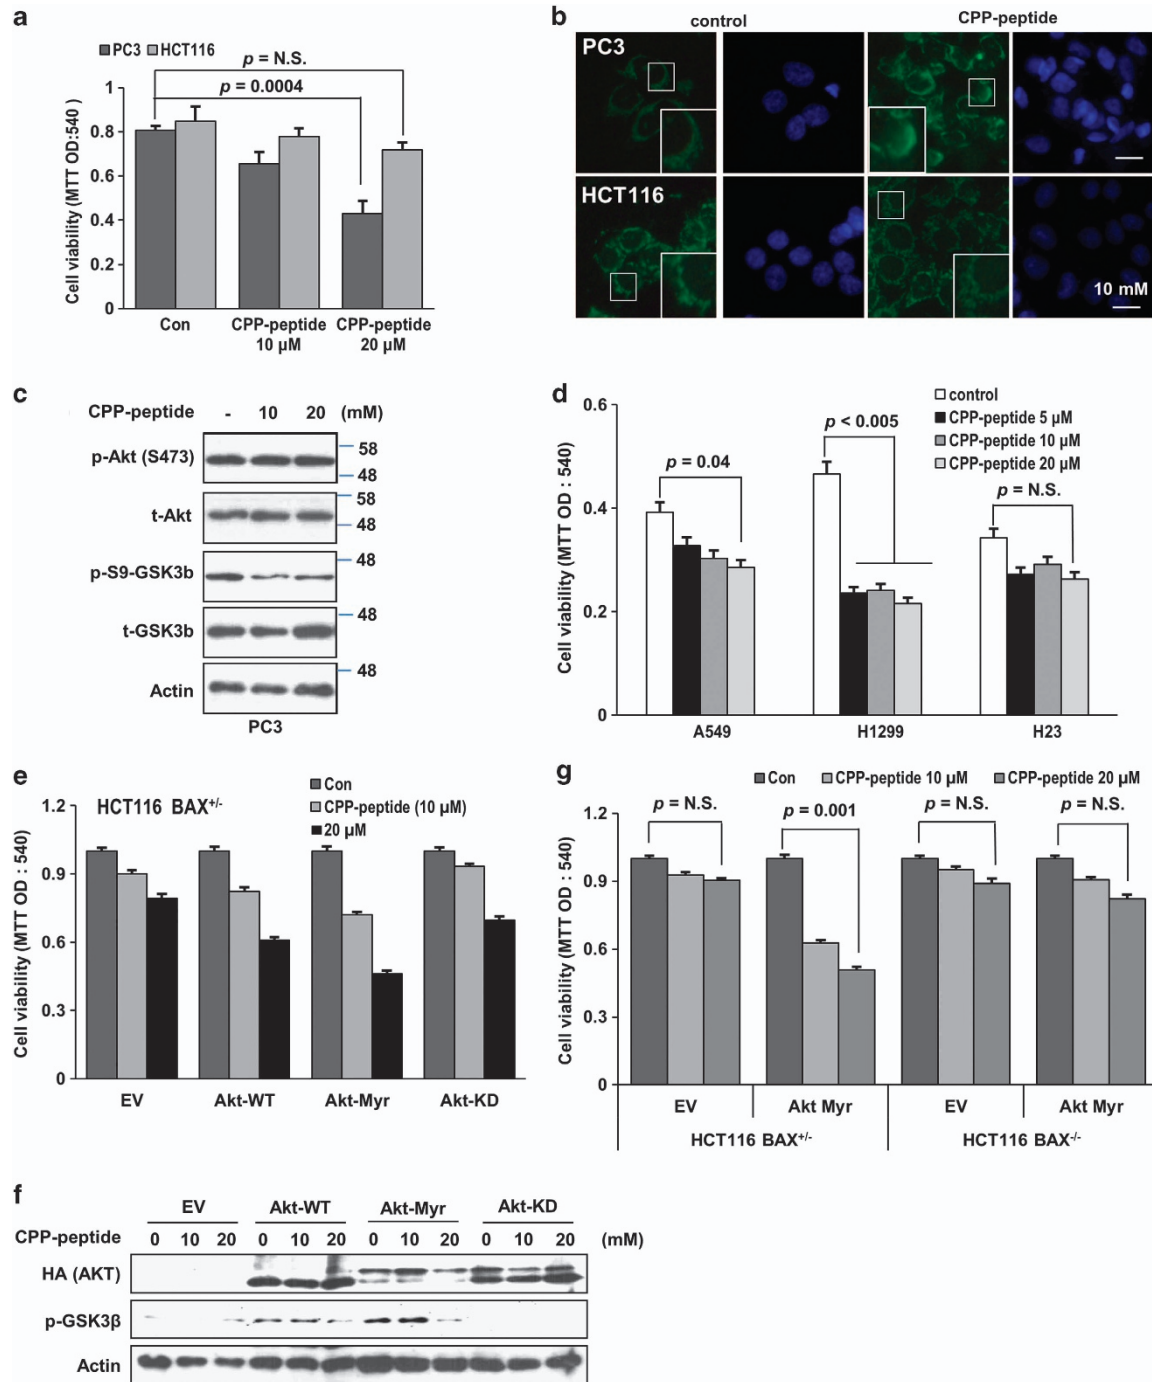 a
PC3 HCT116
p = N.S.
p = 0.0004
Cell viability (MTT OD:540 )
1
0.8
0.6
0.4
0.2
0
Con
CPP-peptide
10 µM
CPP-peptide
20 µM
b
control
CPP-peptide
PC3
HCT116
10 mM
c
CPP-peptide - 10 20 (mM)
p-Akt (S473)
58
48
t-Akt
58
48
p-S9-GSK3b
48
t-GSK3b
48
Actin
48
PC3
d
control
CPP-peptide 5 µM
CPP-peptide 10 µM
CPP-peptide 20 µM
p = 0.04
p < 0.005
p = N.S.
Cell viability (MTT OD : 540)
0.6
0.4
0.2
0
A549 H1299 H23
e
HCT116 BAX+/-
Con
CPP-peptide (10 µM)
20 µM
Cell viability (MTT OD : 540)
1.2
0.9
0.6
0.3
0
EV Akt-WT Akt-Myr Akt-KD
g
Con CPP-peptide 10 µM CPP-peptide 20 µM
p = N.S.
p = 0.001
p = N.S.
p = N.S.
Cell viability (MTT OD : 540)
1.2
0.9
0.6
0.3
0
EV Akt Myr EV Akt Myr
HCT116 BAX+/- HCT116 BAX-/-
f
EV Akt-WT Akt-Myr Akt-KD
CPP-peptide 0 10 20 0 10 20 0 10 20 0 10 20 (mM)
HA (AKT)
p-GSK3β
Actin